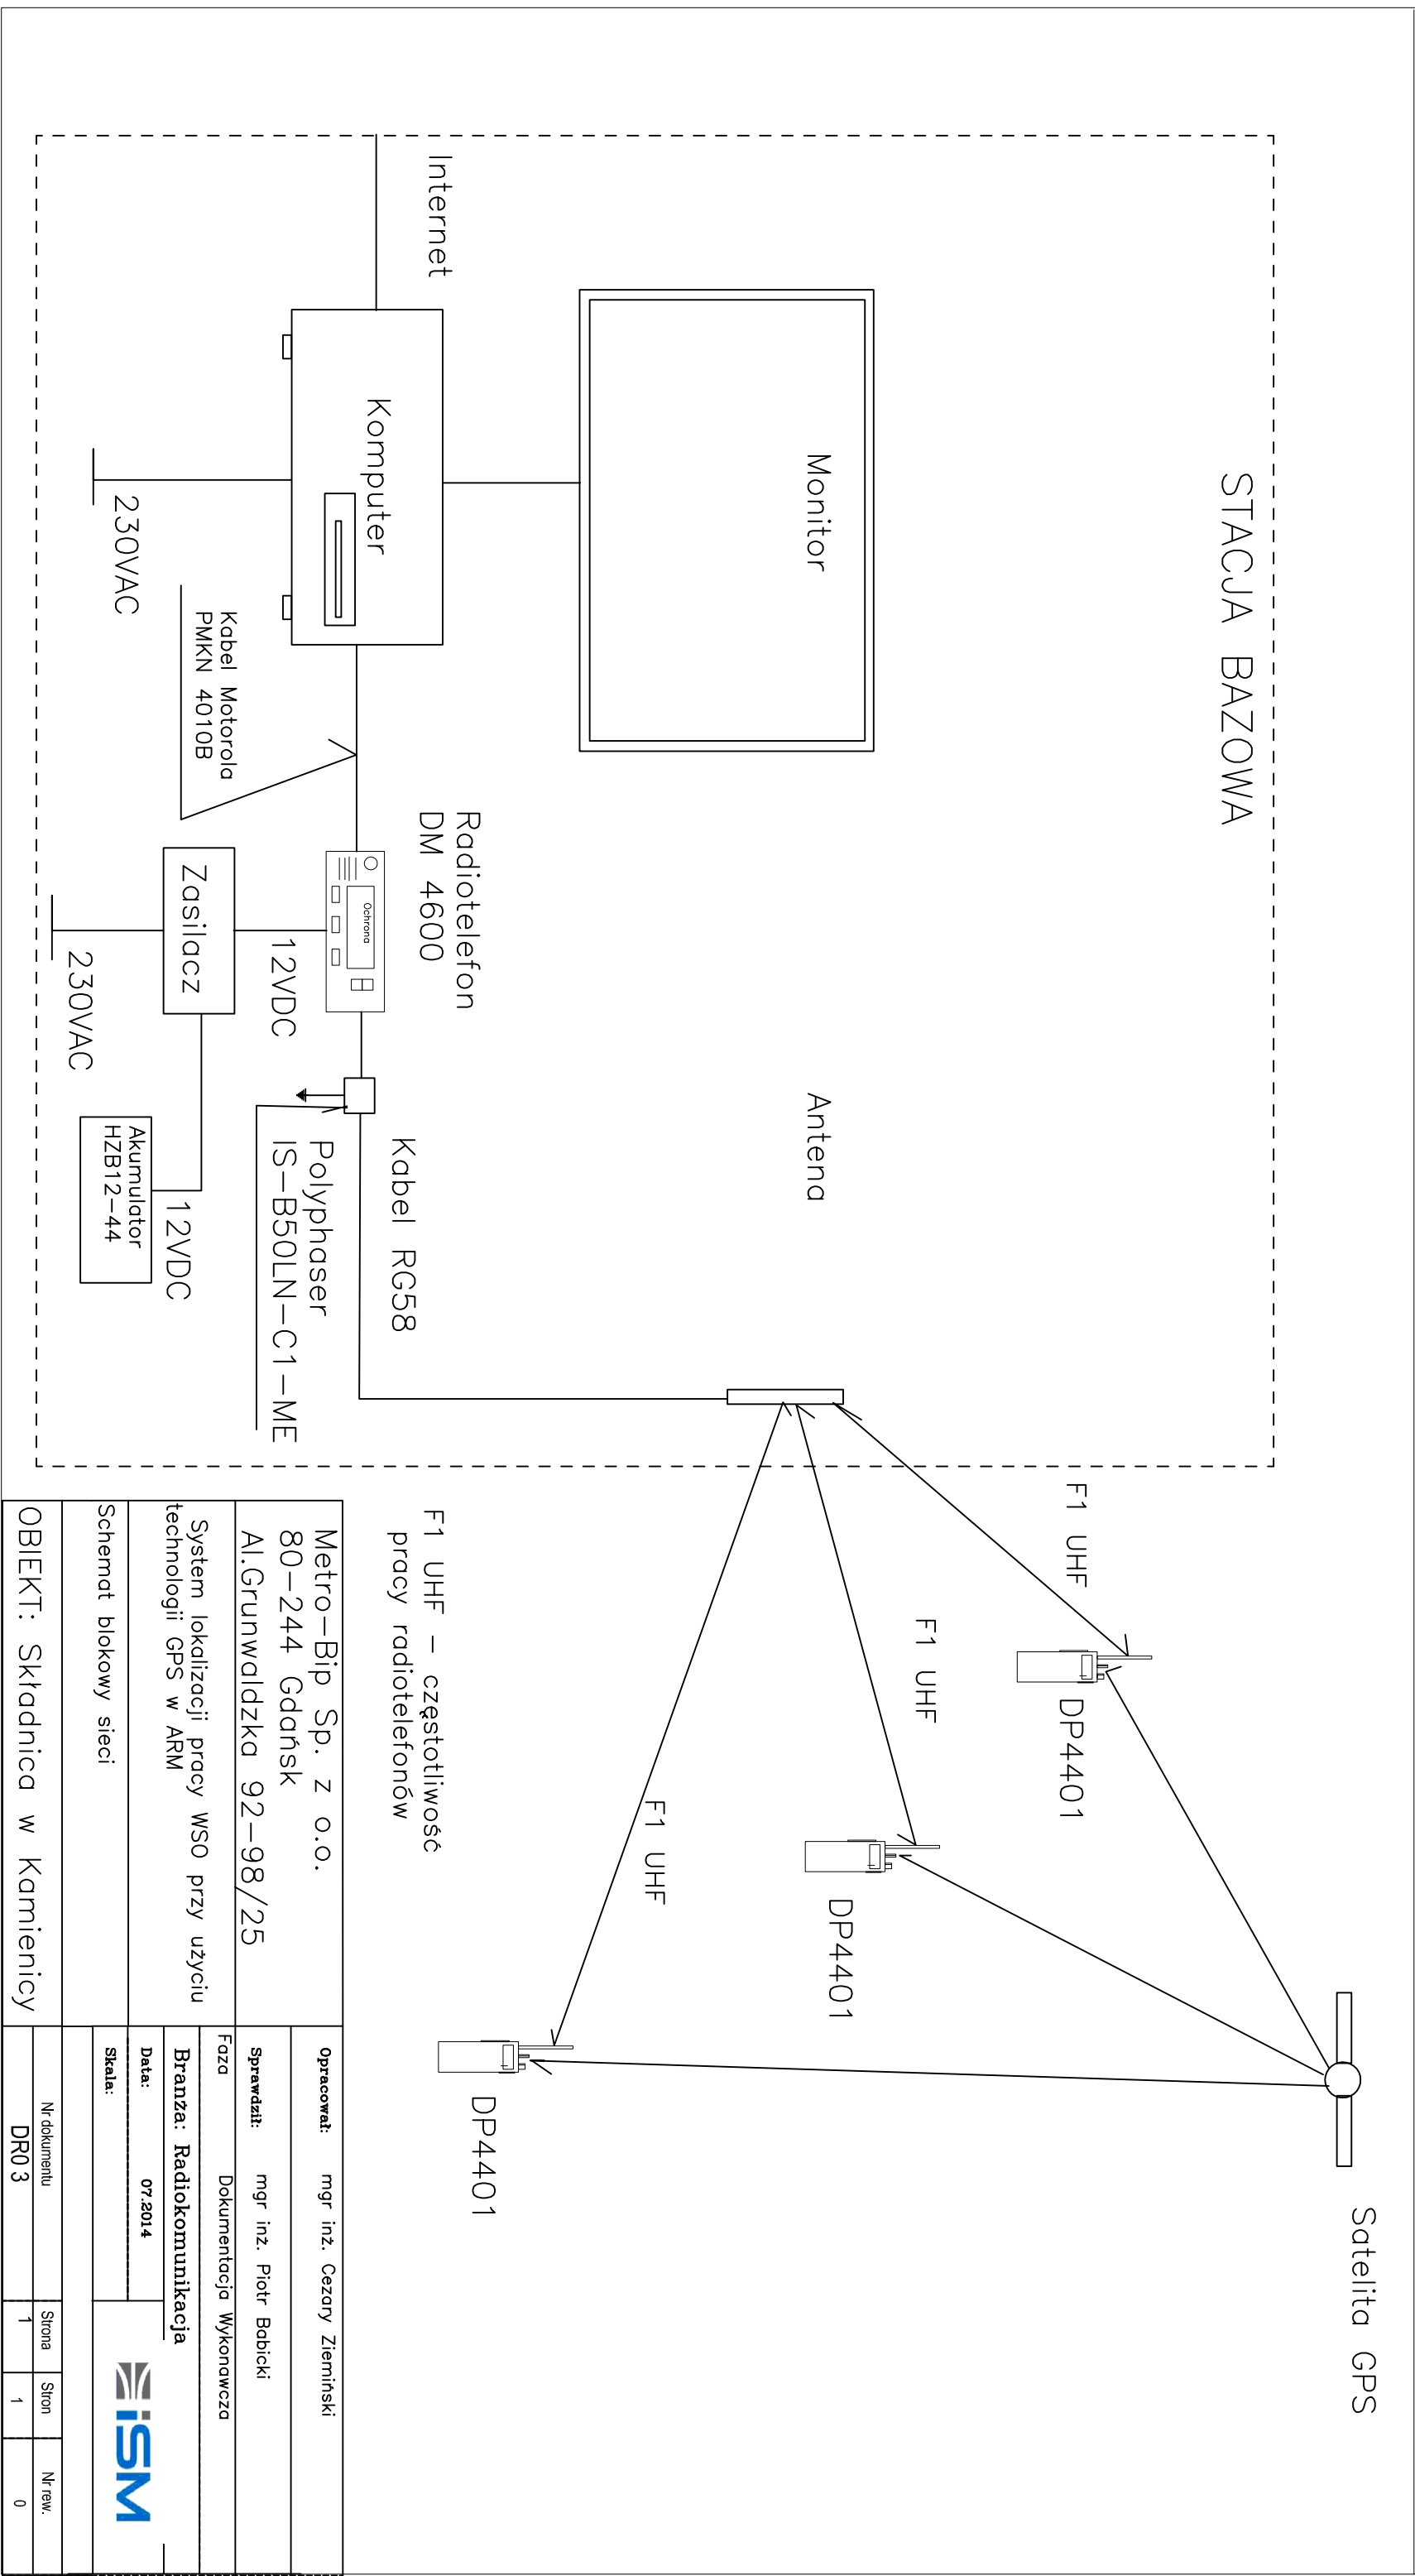 STACJA BAZOWA
Satelita GPS
Monitor
Antena
F1 UHF
DP4401
F1 UHF
DP4401
F1 UHF
DP4401
Internet
Komputer
230VAC
Kabel Motorola
PMKN 4010B
Radiotelefon
DM 4600
Ochrona
12VDC
Zasilacz
230VAC
Kabel RG58
Polyphaser
IS-B50LN-C1-ME
12VDC
Akumulator
HZB12-44
F1 UHF - częstotliwość
pracy radiotelefonów
Metro-Bip Sp. z o.o.
80-244 Gdańsk
Al.Grunwaldzka 92-98/25
System lokalizacji pracy WSO przy użyciu
technologii GPS w ARM
Schemat blokowy sieci
OBIEKT: Składnica w Kamienicy
Opracował: mgr inż. Cezary Ziemiński
Sprawdził: mgr inż. Piotr Babicki
Faza Dokumentacja Wykonawcza
Branża: Radiokomunikacja
Data: 07.2014
Skala:
iSM
Nr dokumentu Strona Stron Nr rew.
DR03 1 1 0